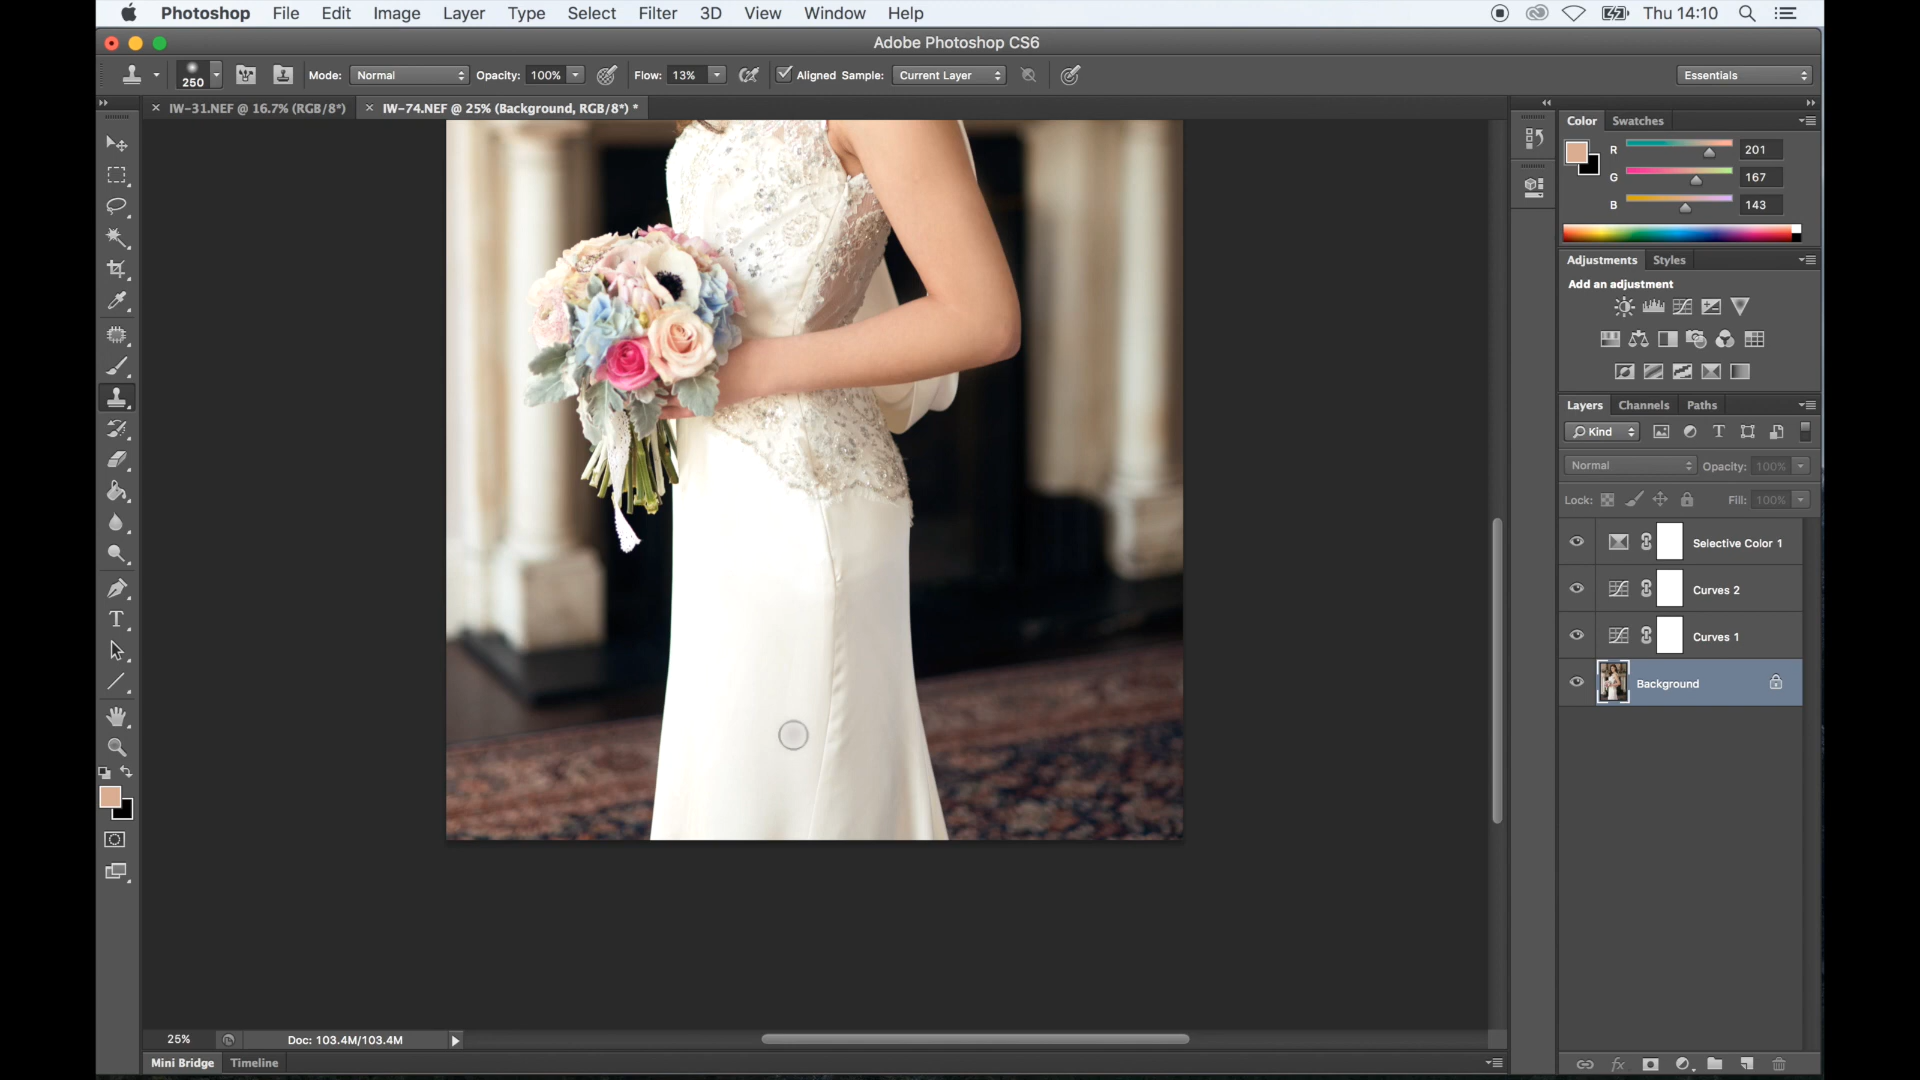 Photoshop File Edit Image Layer Type Select Filter 3D View Window Help Thu 14:10
Adobe Photoshop CS6
250 Mode: Normal Opacity: 100% Flow: 13% Aligned Sample: Current Layer Essentials
IW-31.NEF @ 16.7% (RGB/8*) IW-74.NEF @ 25% (Background, RGB/8*) *
Color Swatches
R 201
G 167
B 143
Adjustments Styles
Add an adjustment
Layers Channels Paths
Kind
Normal Opacity: 100%
Lock: Fill: 100%
Selective Color 1
Curves 2
Curves 1
Background
25% Doc: 103.4M/103.4M
Mini Bridge Timeline